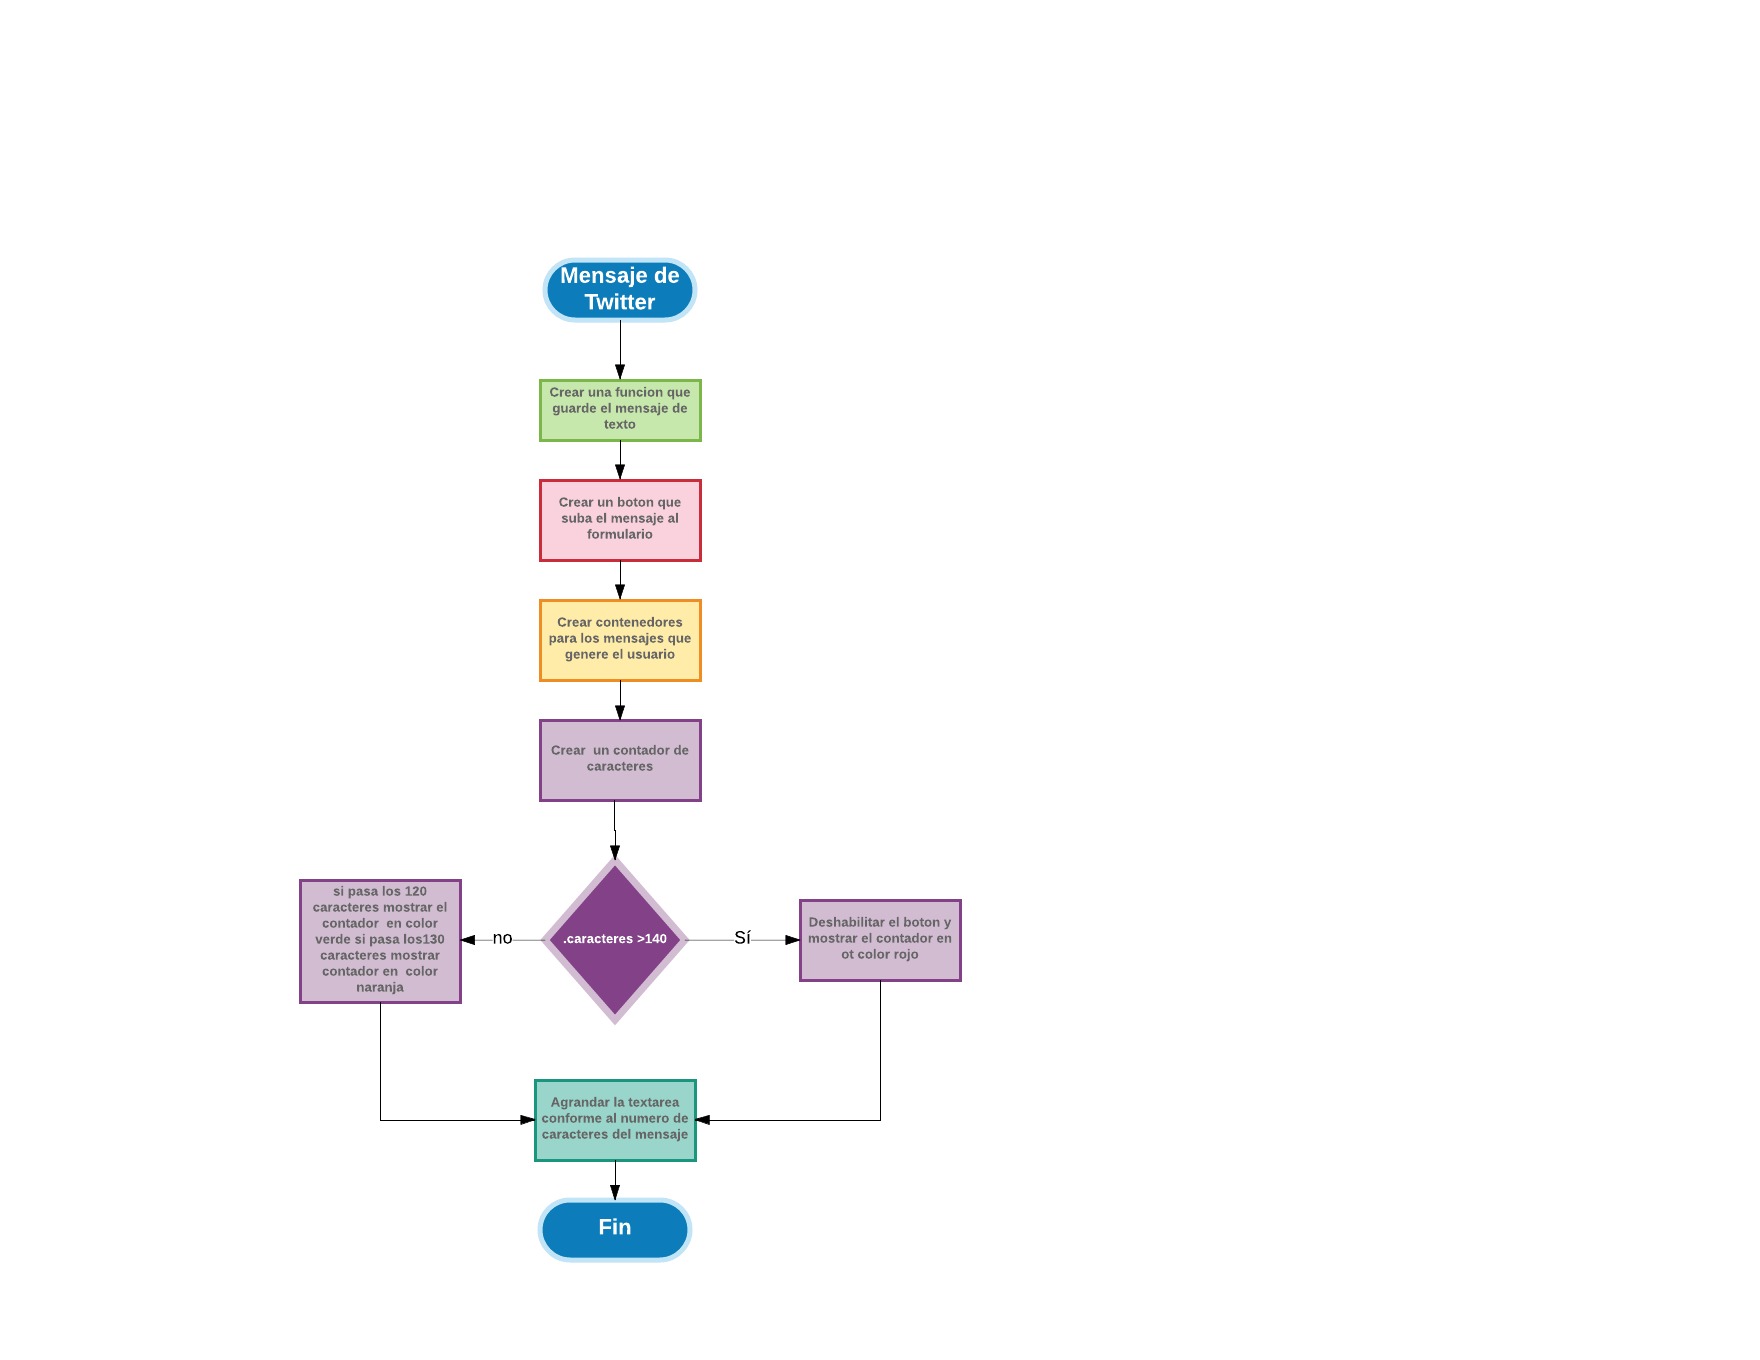 Mensaje de
Twitter
Crear una funcion que
guarde el mensaje de
texto
Crear un boton que
suba el mensaje al
formulario
Crear contenedores
para los mensajes que
genere el usuario
Crear  un contador de
caracteres
si pasa los 120
caracteres mostrar el
contador  en color
verde si pasa los130
caracteres mostrar
contador en  color
naranja
no
.caracteres >140
Sí
Deshabilitar el boton y
mostrar el contador en
ot color rojo
Agrandar la textarea
conforme al numero de
caracteres del mensaje
Fin